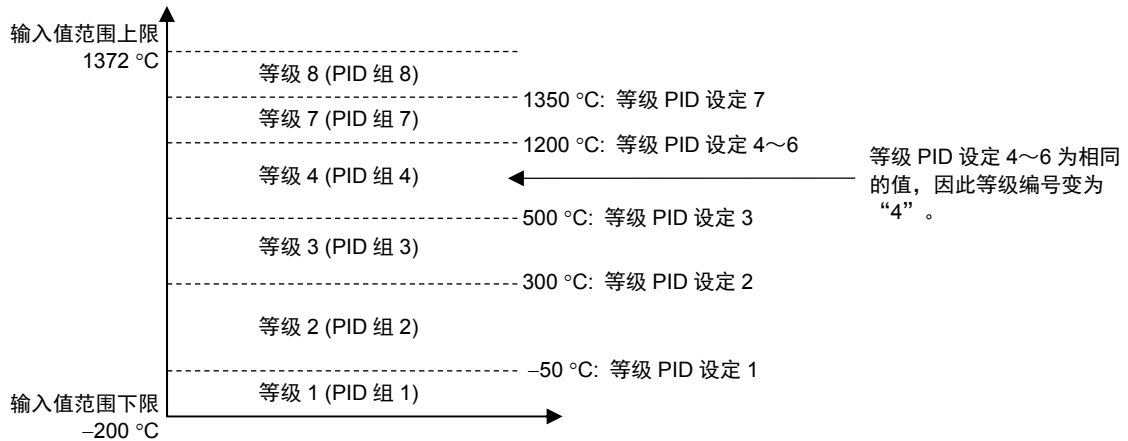 输入值范围上限
1372 °C
等级 8 (PID 组 8)
1350 °C: 等级 PID 设定 7
等级 7 (PID 组 7)
1200 °C: 等级 PID 设定 4～6
等级 4 (PID 组 4)
等级 PID 设定 4～6 为相同
的值，因此等级编号变为
“4”。
500 °C: 等级 PID 设定 3
等级 3 (PID 组 3)
300 °C: 等级 PID 设定 2
等级 2 (PID 组 2)
−50 °C: 等级 PID 设定 1
等级 1 (PID 组 1)
输入值范围下限
−200 °C